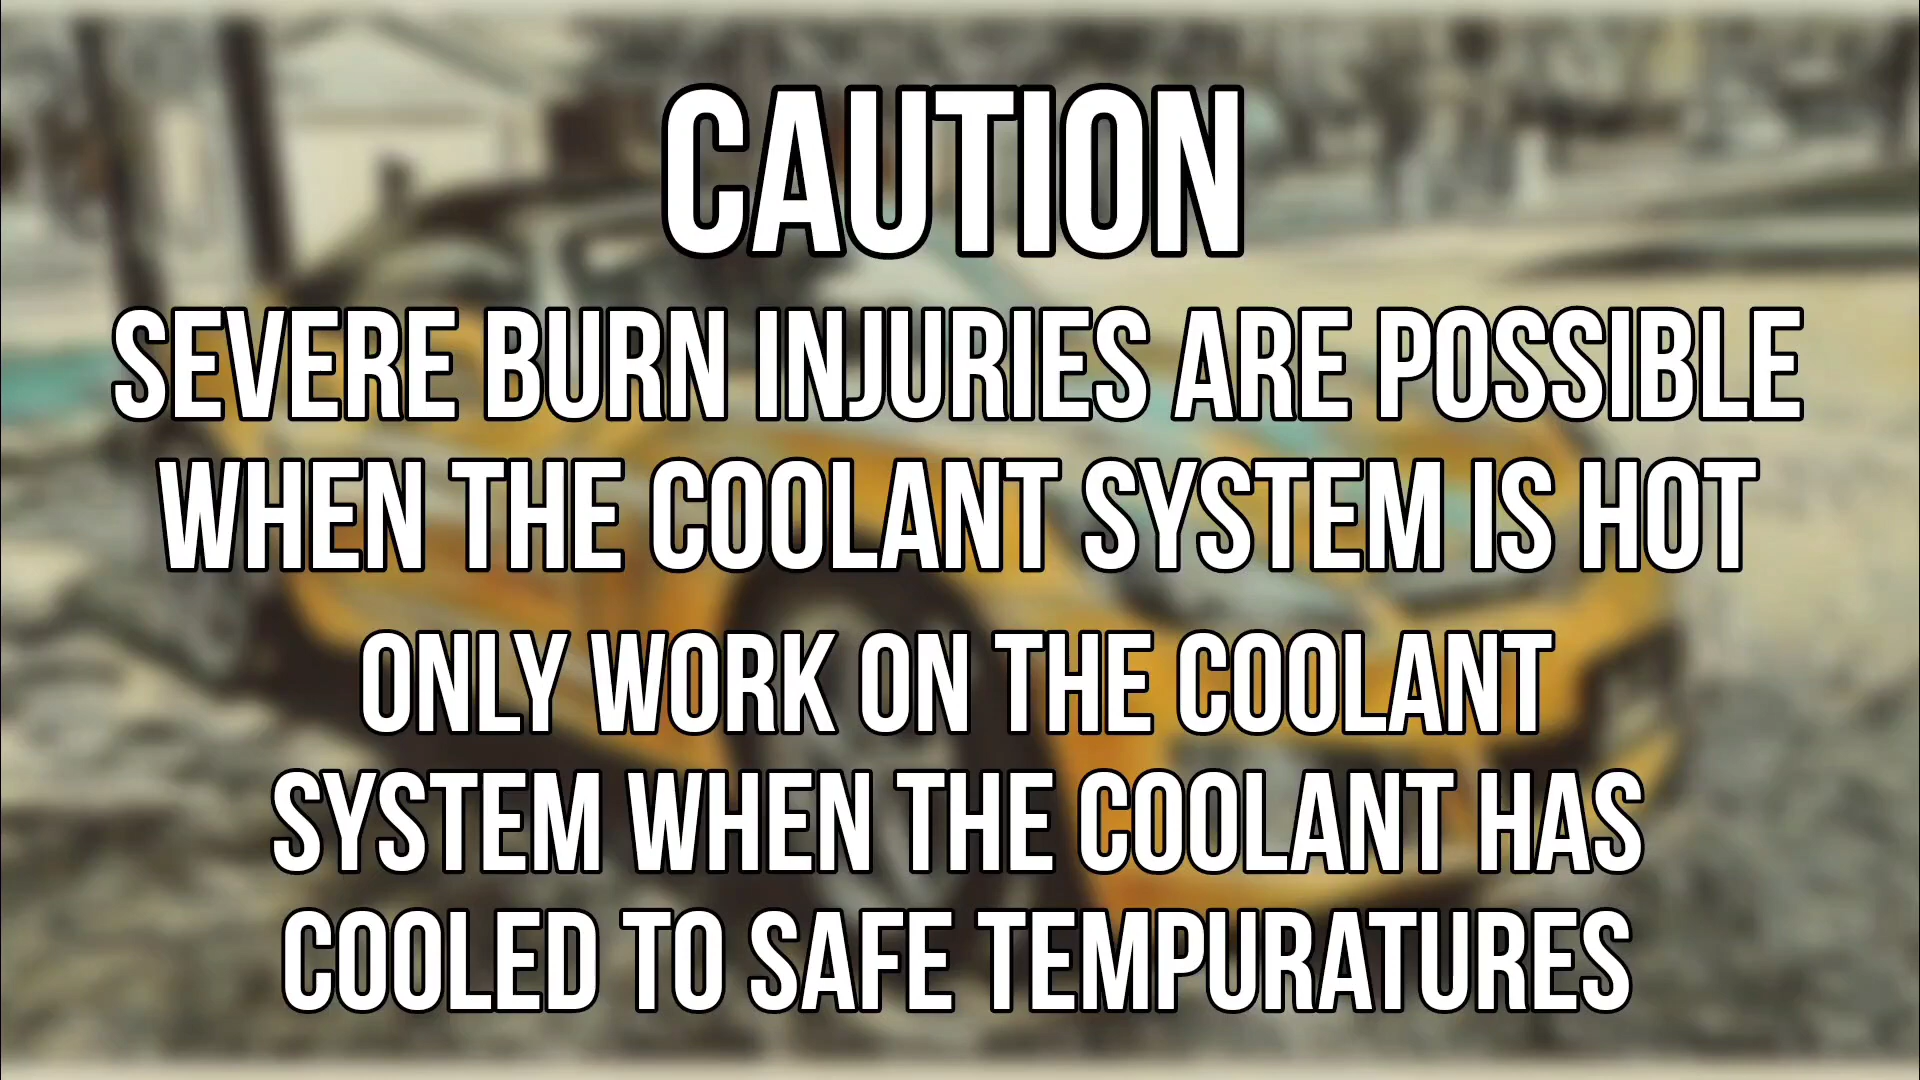 CAUTION
SEVERE BURN INJURIES ARE POSSIBLE
WHEN THE COOLANT SYSTEM IS HOT
ONLY WORK ON THE COOLANT
SYSTEM WHEN THE COOLANT HAS
COOLED TO SAFE TEMPURATURES